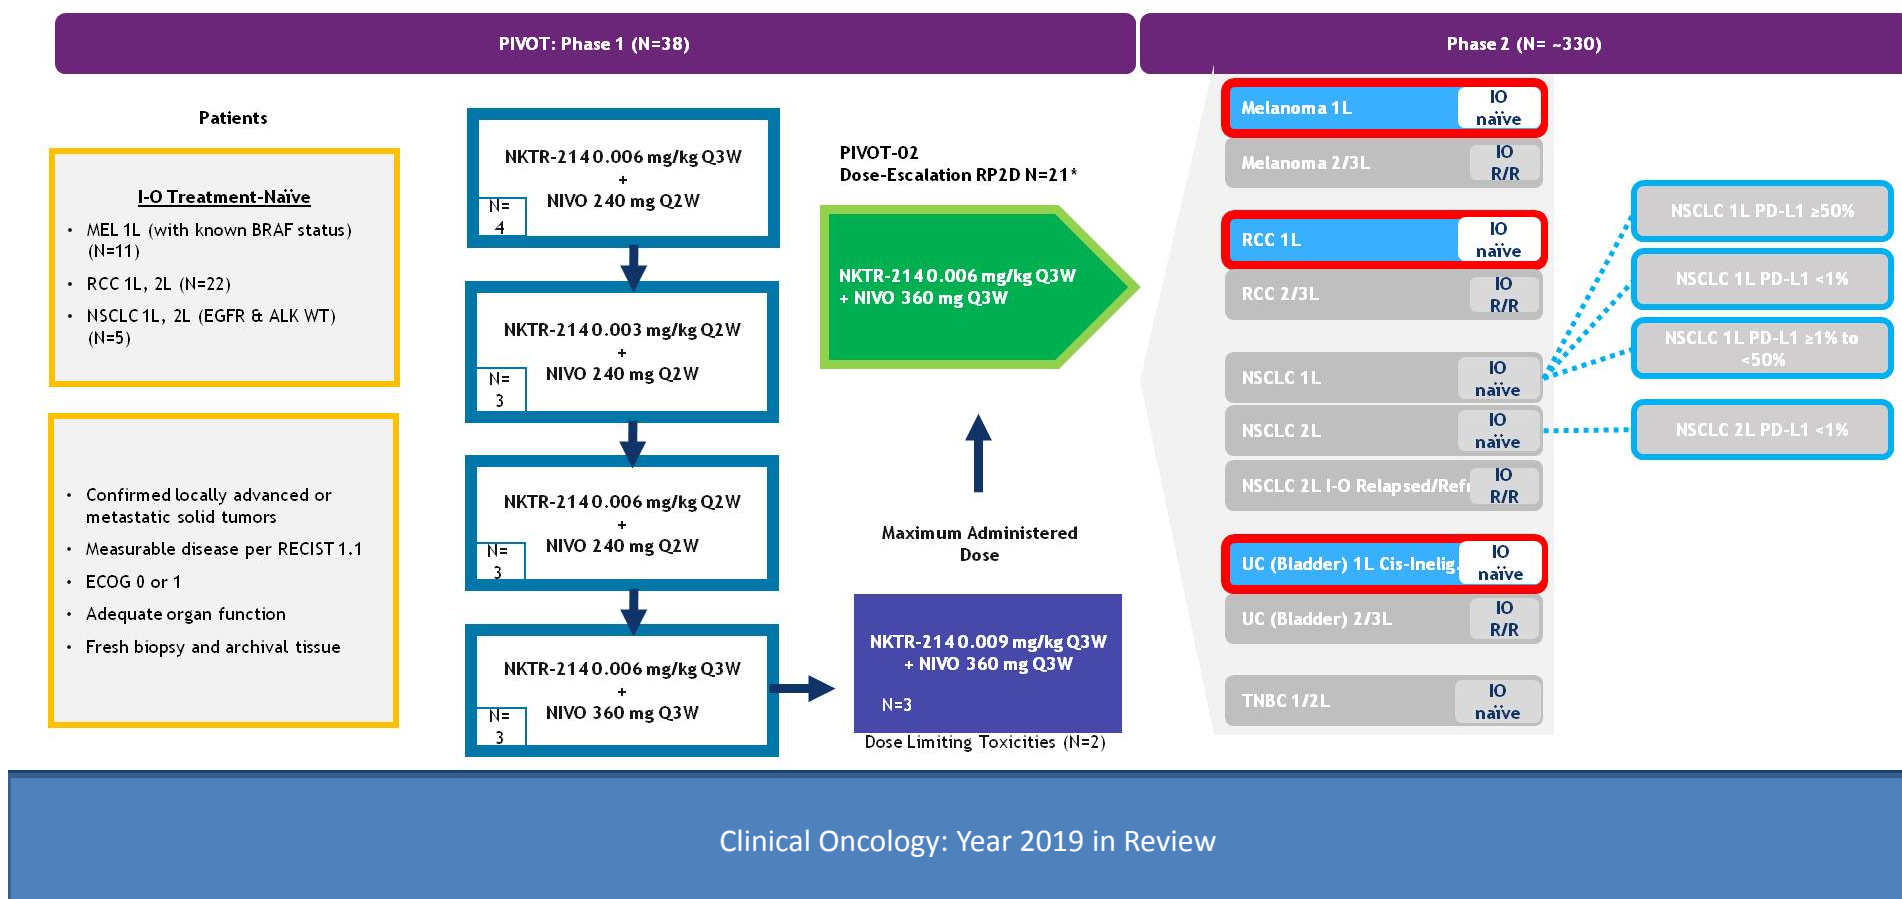 PIVOT: Phase 1 (N=38)
Phase 2 (N= ~330)
Patients
I-O Treatment-Naïve
• MEL 1L (with known BRAF status)
(N=11)
• RCC 1L, 2L (N=22)
• NSCLC 1L, 2L (EGFR & ALK WT)
(N=5)
• Confirmed locally advanced or
metastatic solid tumors
• Measurable disease per RECIST 1.1
• ECOG 0 or 1
• Adequate organ function
• Fresh biopsy and archival tissue
NKTR-214 0.006 mg/kg Q3W
+
NIVO 240 mg Q2W
N=
4
NKTR-214 0.003 mg/kg Q2W
+
NIVO 240 mg Q2W
N=
3
NKTR-214 0.006 mg/kg Q2W
+
NIVO 240 mg Q2W
N=
3
NKTR-214 0.006 mg/kg Q3W
+
NIVO 360 mg Q3W
N=
3
PIVOT-02
Dose-Escalation RP2D N=21*
NKTR-214 0.006 mg/kg Q3W
+ NIVO 360 mg Q3W
Maximum Administered
Dose
NKTR-214 0.009 mg/kg Q3W
+ NIVO 360 mg Q3W
N=3
Dose Limiting Toxicities (N=2)
Melanoma 1L
IO
naïve
Melanoma 2/3L
IO
R/R
RCC 1L
IO
naïve
RCC 2/3L
IO
R/R
NSCLC 1L
IO
naïve
NSCLC 2L
IO
naïve
NSCLC 2L I-O Relapsed/Refr
IO
R/R
UC (Bladder) 1L Cis-Inelig.
IO
naïve
UC (Bladder) 2/3L
IO
R/R
TNBC 1/2L
IO
naïve
NSCLC 1L PD-L1 ≥50%
NSCLC 1L PD-L1 <1%
NSCLC 1L PD-L1 ≥1% to
<50%
NSCLC 2L PD-L1 <1%
Clinical Oncology: Year 2019 in Review